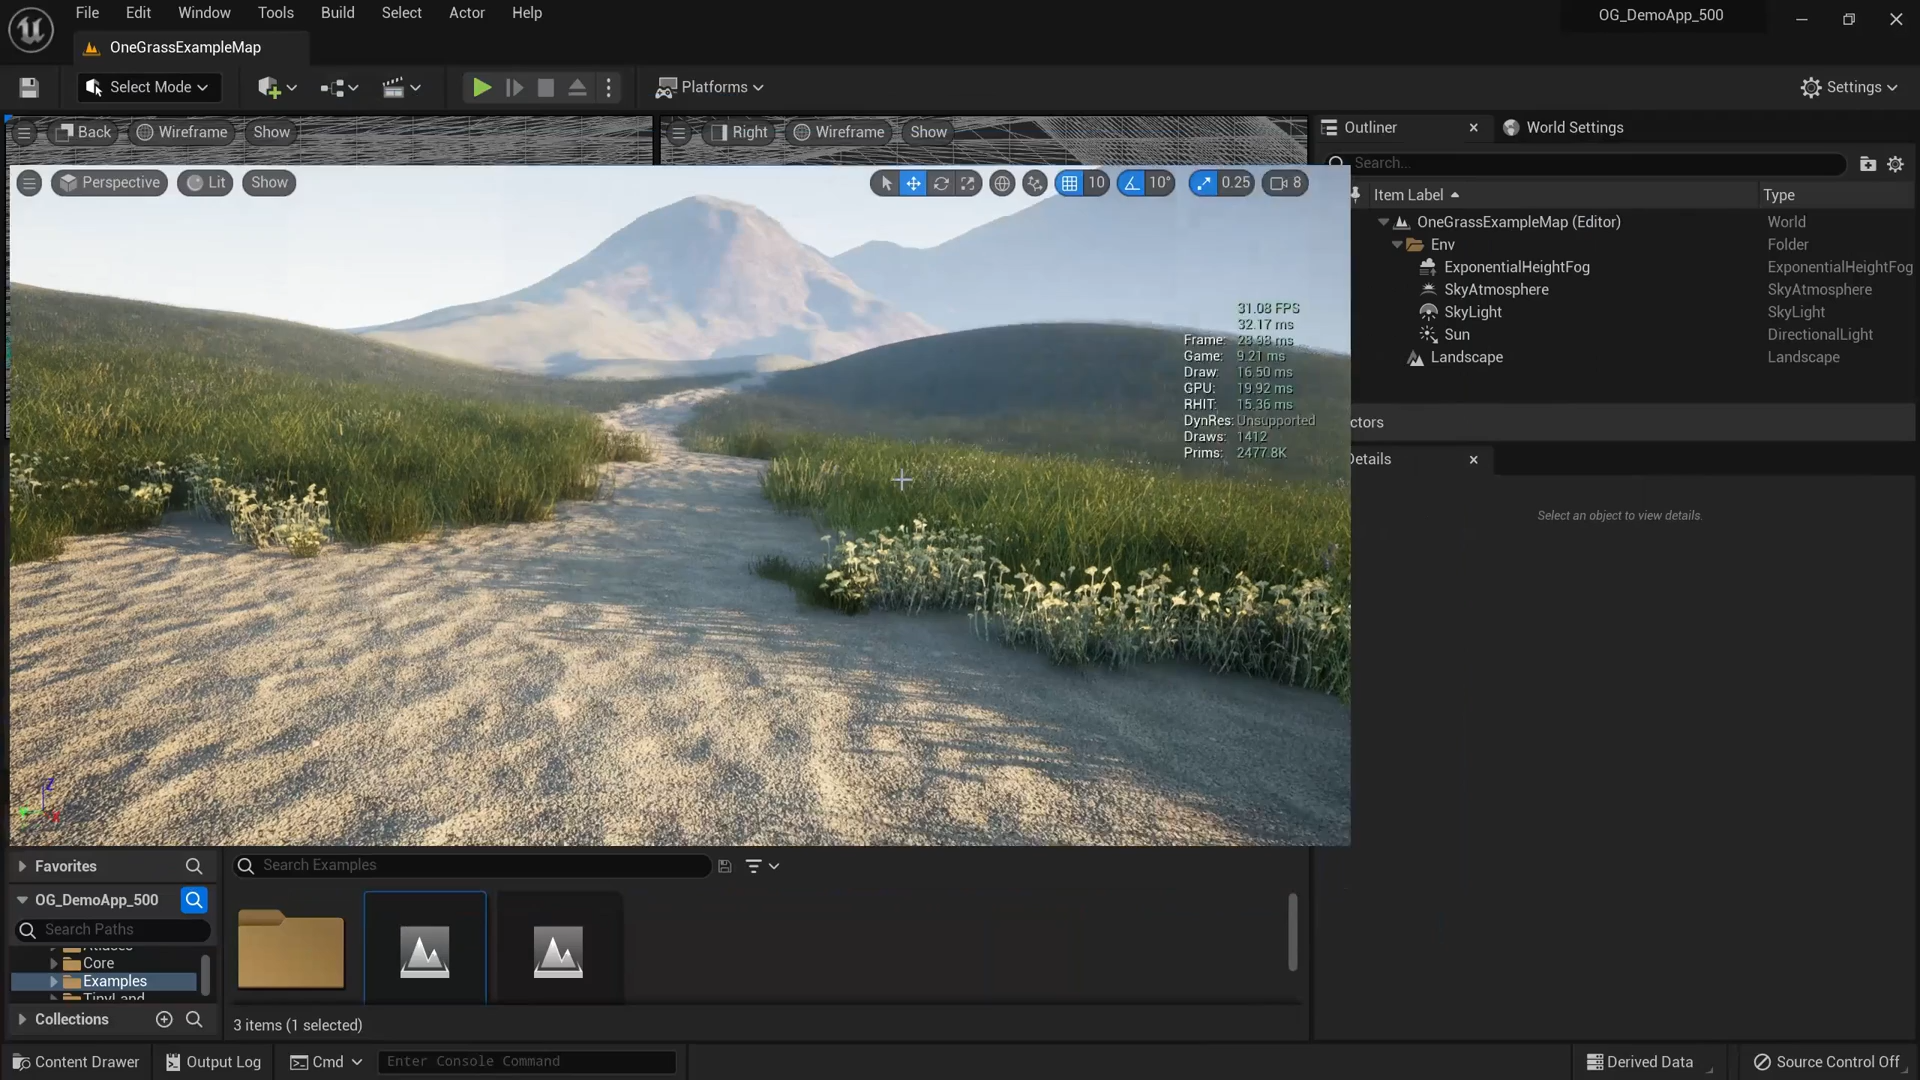 File Edit Window Tools Build Select Actor Help
OG_DemoApp_500
OneGrassExampleMap
Select Mode
Platforms
Settings
Back Wireframe Show
Right Wireframe Show
Outliner
World Settings
Search...
Perspective Lit Show
10 10° 0.25 8
Item Label Type
OneGrassExampleMap (Editor) World
Env Folder
ExponentialHeightFog ExponentialHeightFog
SkyAtmosphere SkyAtmosphere
SkyLight SkyLight
Sun DirectionalLight
Landscape Landscape
31.08 FPS
32.17 ms
Frame: 28.98 ms
Game: 9.21 ms
Draw: 16.50 ms
GPU: 19.92 ms
RHIT: 15.36 ms
DynRes: Unsupported
Draws: 1412
Prims: 2477.8K
ctors
Details
Select an object to view details.
Z
Favorites
Search Examples
OG_DemoApp_500
Search Paths
Core
Examples
TinyLand
Collections
3 items (1 selected)
Content Drawer Output Log Cmd Enter Console Command
Derived Data Source Control Off